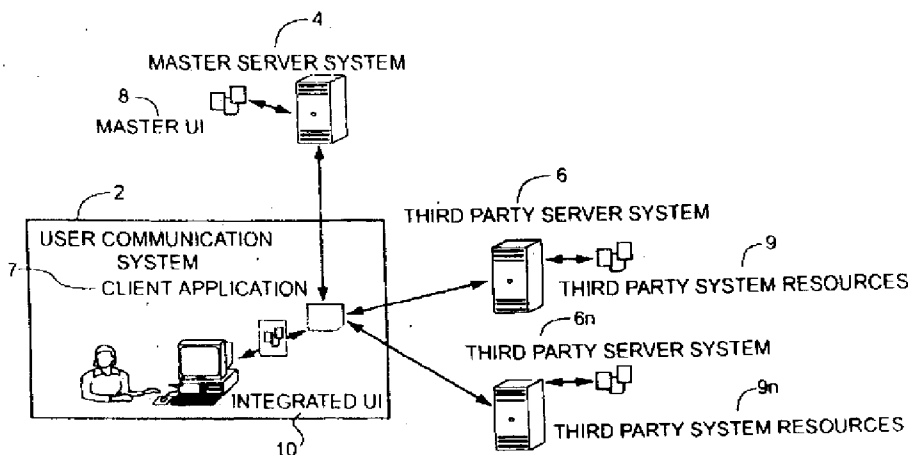 4
MASTER SERVER SYSTEM
8
MASTER UI
2
USER COMMUNICATION
SYSTEM
7
CLIENT APPLICATION
INTEGRATED UI
10
6
THIRD PARTY SERVER SYSTEM
9
THIRD PARTY SYSTEM RESOURCES
6n
THIRD PARTY SERVER SYSTEM
9n
THIRD PARTY SYSTEM RESOURCES